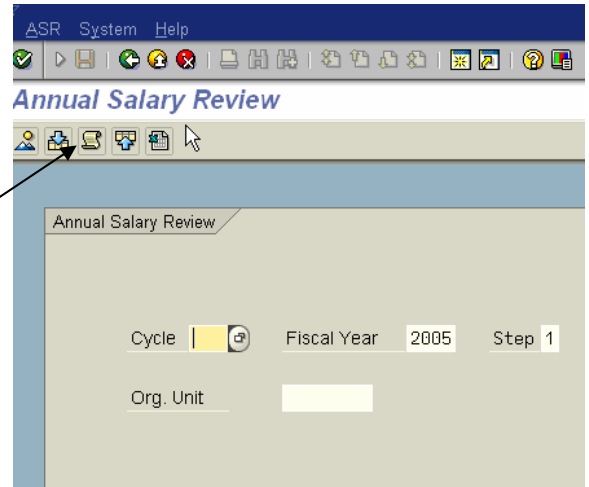 ASR System Help
Annual Salary Review
Annual Salary Review
Cycle Fiscal Year 2005 Step 1
Org. Unit